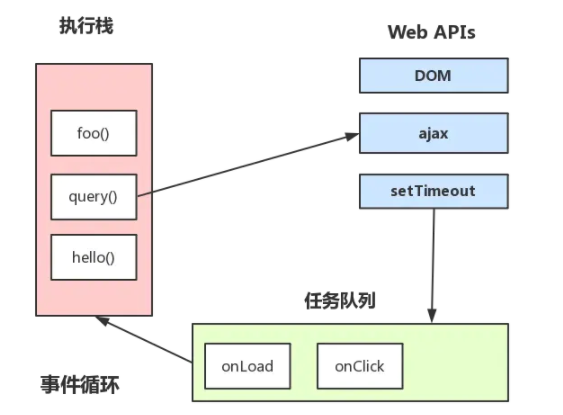 执行栈
Web APIs
DOM
foo()
ajax
query()
setTimeout
hello()
任务队列
onLoad
onClick
事件循环